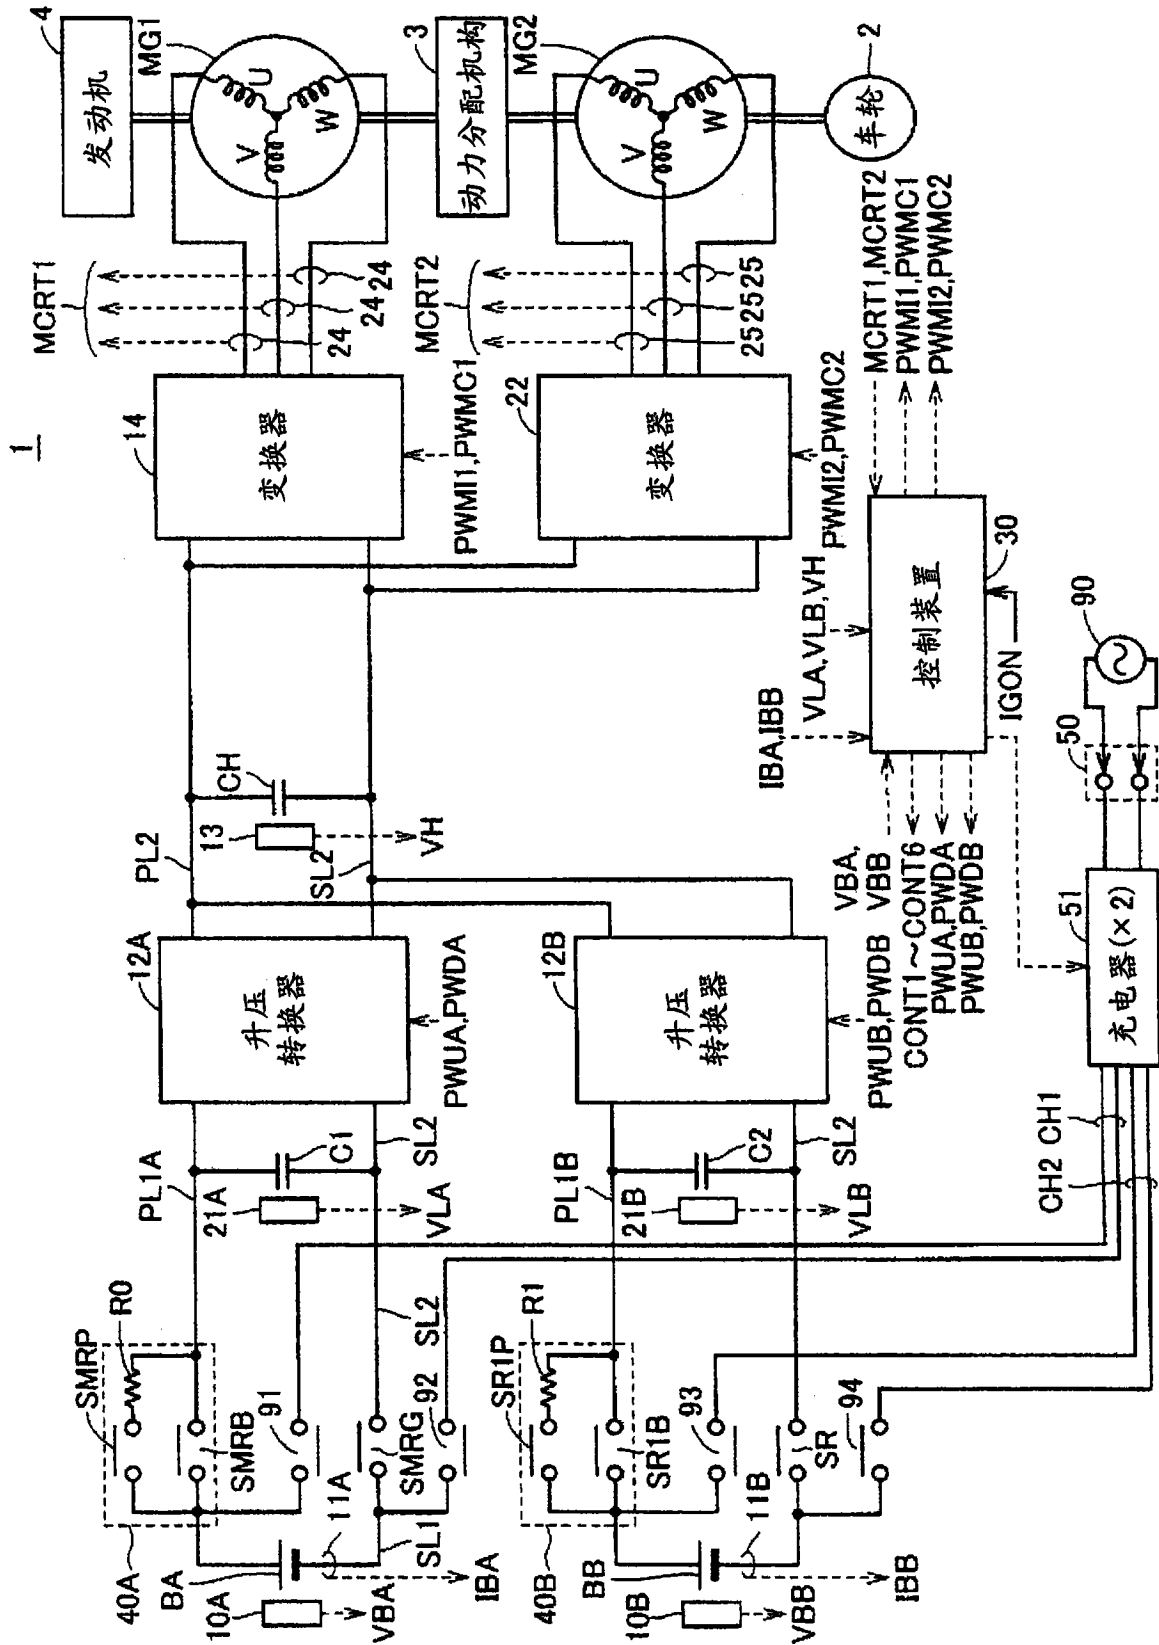 1
4
发动机
MG1
U
V
W
3
动力分配机构
MG2
U
V
W
2
车轮
MCRT1
24
24
24
MCRT2
25
25
25
14
变换器
PWMI1,PWMC1
22
变换器
PWMI2,PWMC2
MCRT1,MCRT2
PWMI1,PWMC1
PWMI2,PWMC2
VLA,VLB,VH
IBA,IBB
控制装置
30
IGON
90
50
PL2
13
CH
VH
SL2
12A
升压
转换器
PWUA,PWDA
12B
升压
转换器
PWUB,PWDB
VBA,
VBB
CONT1～CONT6
PWUA,PWDA
PWUB,PWDB
51
充电器(×2)
CH1
CH2
PL1A
21A
C1
VLA
SL2
PL1B
21B
C2
VLB
SL2
SMRP
R0
SMRB
91
SMRG
92
SL2
SR1P
R1
SR1B
93
SR
94
40A
BA
10A
VBA
11A
SL1
IBA
40B
BB
10B
VBB
11B
IBB